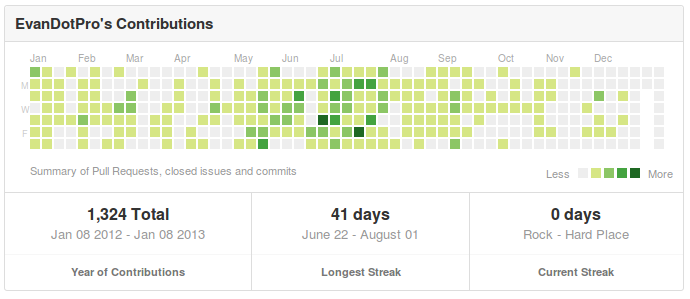 EvanDotPro's Contributions
Jan Feb Mar Apr May Jun Jul Aug Sep Oct Nov Dec
M
W
F
Summary of Pull Requests, closed issues and commits
Less More
1,324 Total 41 days 0 days
Jan 08 2012 - Jan 08 2013 June 22 - August 01 Rock - Hard Place
Year of Contributions Longest Streak Current Streak